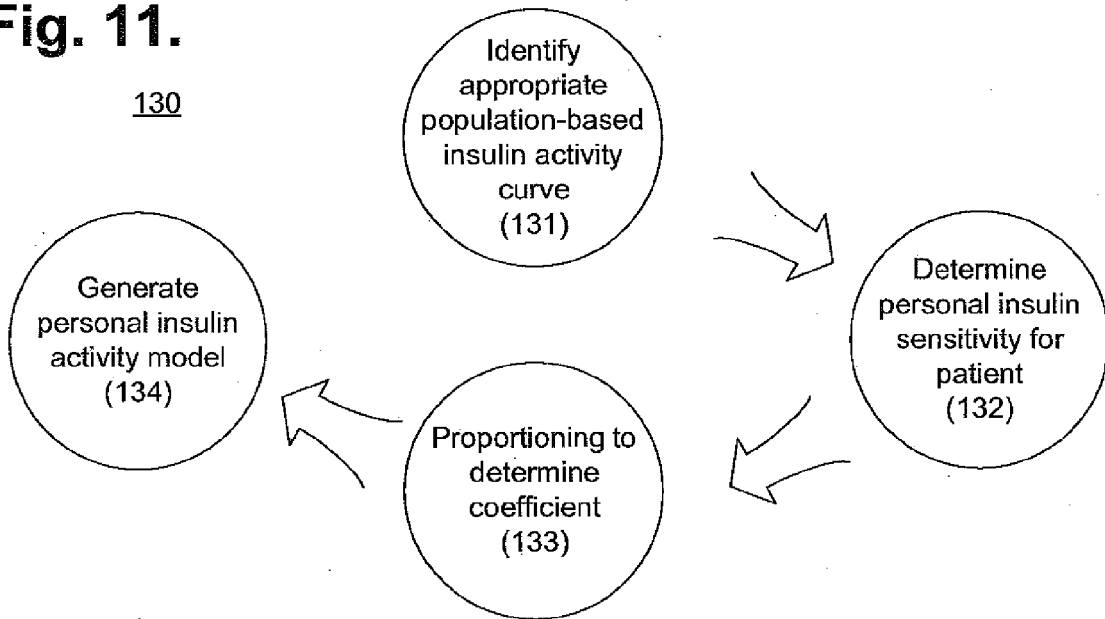 Fig. 11.
130
Identify
appropriate
population-based
insulin activity
curve
(131)
Determine
personal insulin
sensitivity for
patient
(132)
Proportioning to
determine
coefficient
(133)
Generate
personal insulin
activity model
(134)